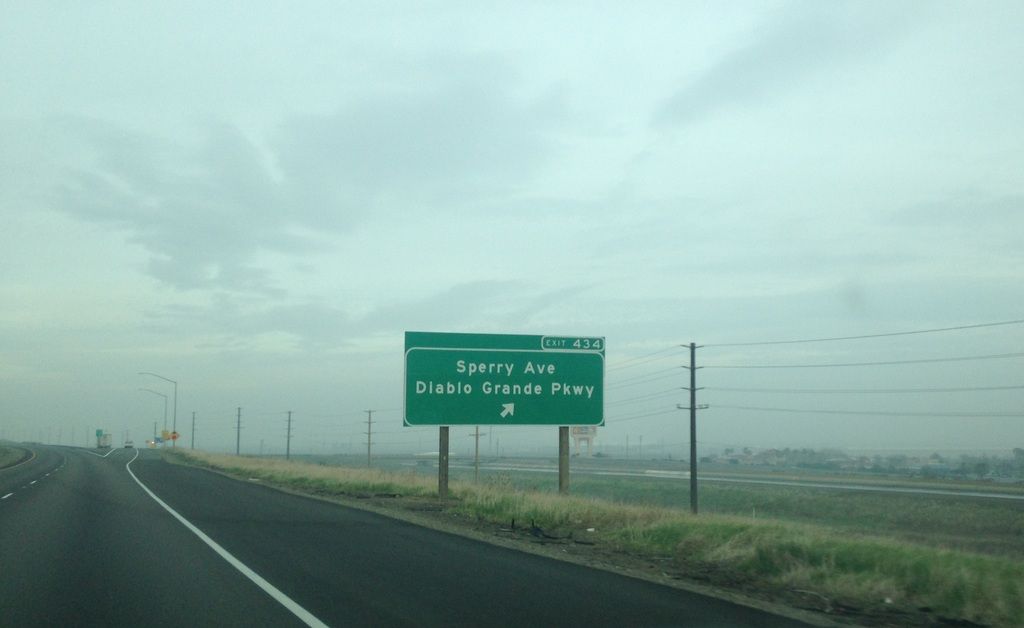 EXIT 434
Sperry Ave
Diablo Grande Pkwy